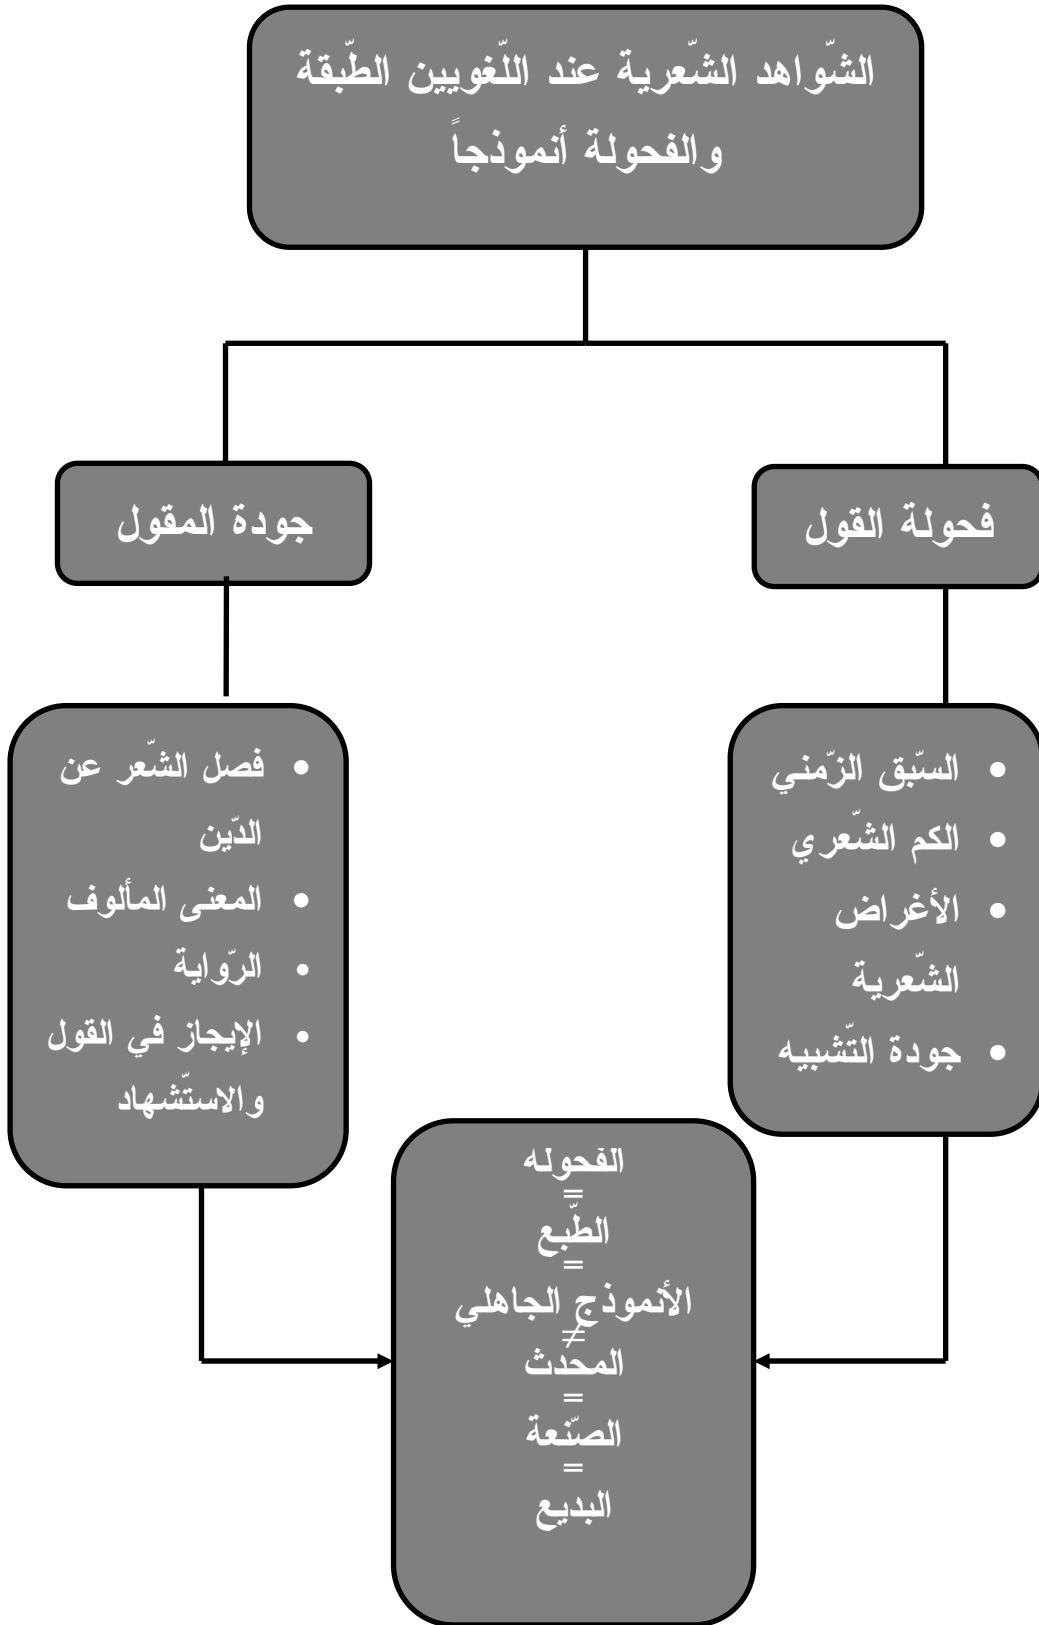 الشّواهد الشّعرية عند اللّغويين الطّبقة
والفحولة أنموذجاً
فحولة القول
جودة المقول
• السّبق الزّمني
• الكم الشّعري
• الأغراض
الشّعرية
• جودة التّشبيه
• فصل الشّعر عن
الدّين
• المعنى المألوف
• الرّواية
• الإيجاز في القول
والاستّشهاد
الفحوله
=
الطّبع
=
الأنموذج الجاهلي
≠
المحدث
=
الصّنعة
=
البديع